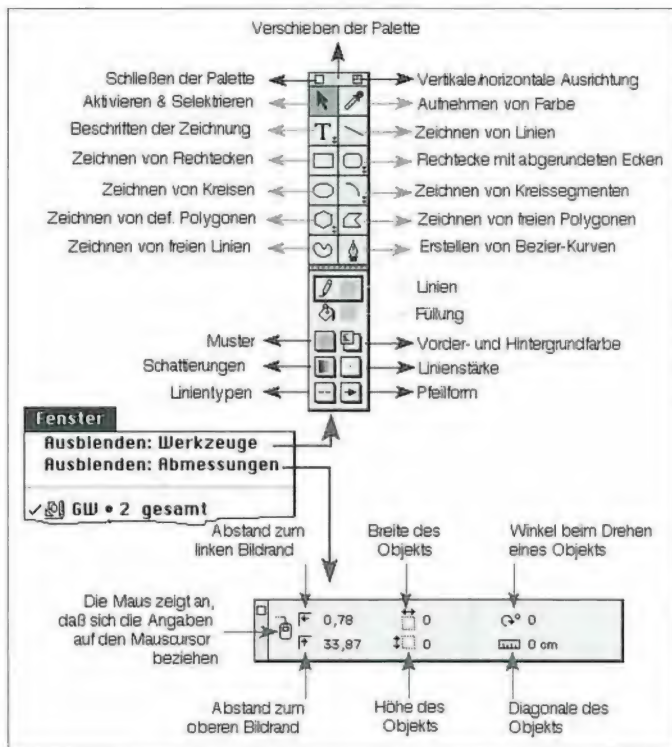 Verschieben der Palette
Schließen der Palette
Vertikale/horizontale Ausrichtung
Aktivieren & Selektrieren
Aufnehmen von Farbe
Beschriften der Zeichnung
T
Zeichnen von Linien
Zeichnen von Rechtecken
Rechtecke mit abgerundeten Ecken
Zeichnen von Kreisen
Zeichnen von Kreissegmenten
Zeichnen von def. Polygonen
Zeichnen von freien Polygonen
Zeichnen von freien Linien
Erstellen von Bezier-Kurven
Linien
Füllung
Muster
Vorder- und Hintergrundfarbe
Schattierungen
Linienstärke
Linientypen
Pfeilform
Fenster
Ausblenden: Werkzeuge
Ausblenden: Abmessungen
✓ GW • 2 gesamt
Abstand zum
linken Bildrand
Breite des
Objekts
Winkel beim Drehen
eines Objekts
Die Maus zeigt an,
daß sich die Angaben
auf den Mauscursor
beziehen
0,78
0
0
33,87
0
0 cm
Abstand zum
oberen Bildrand
Höhe des
Objekts
Diagonale des
Objekts